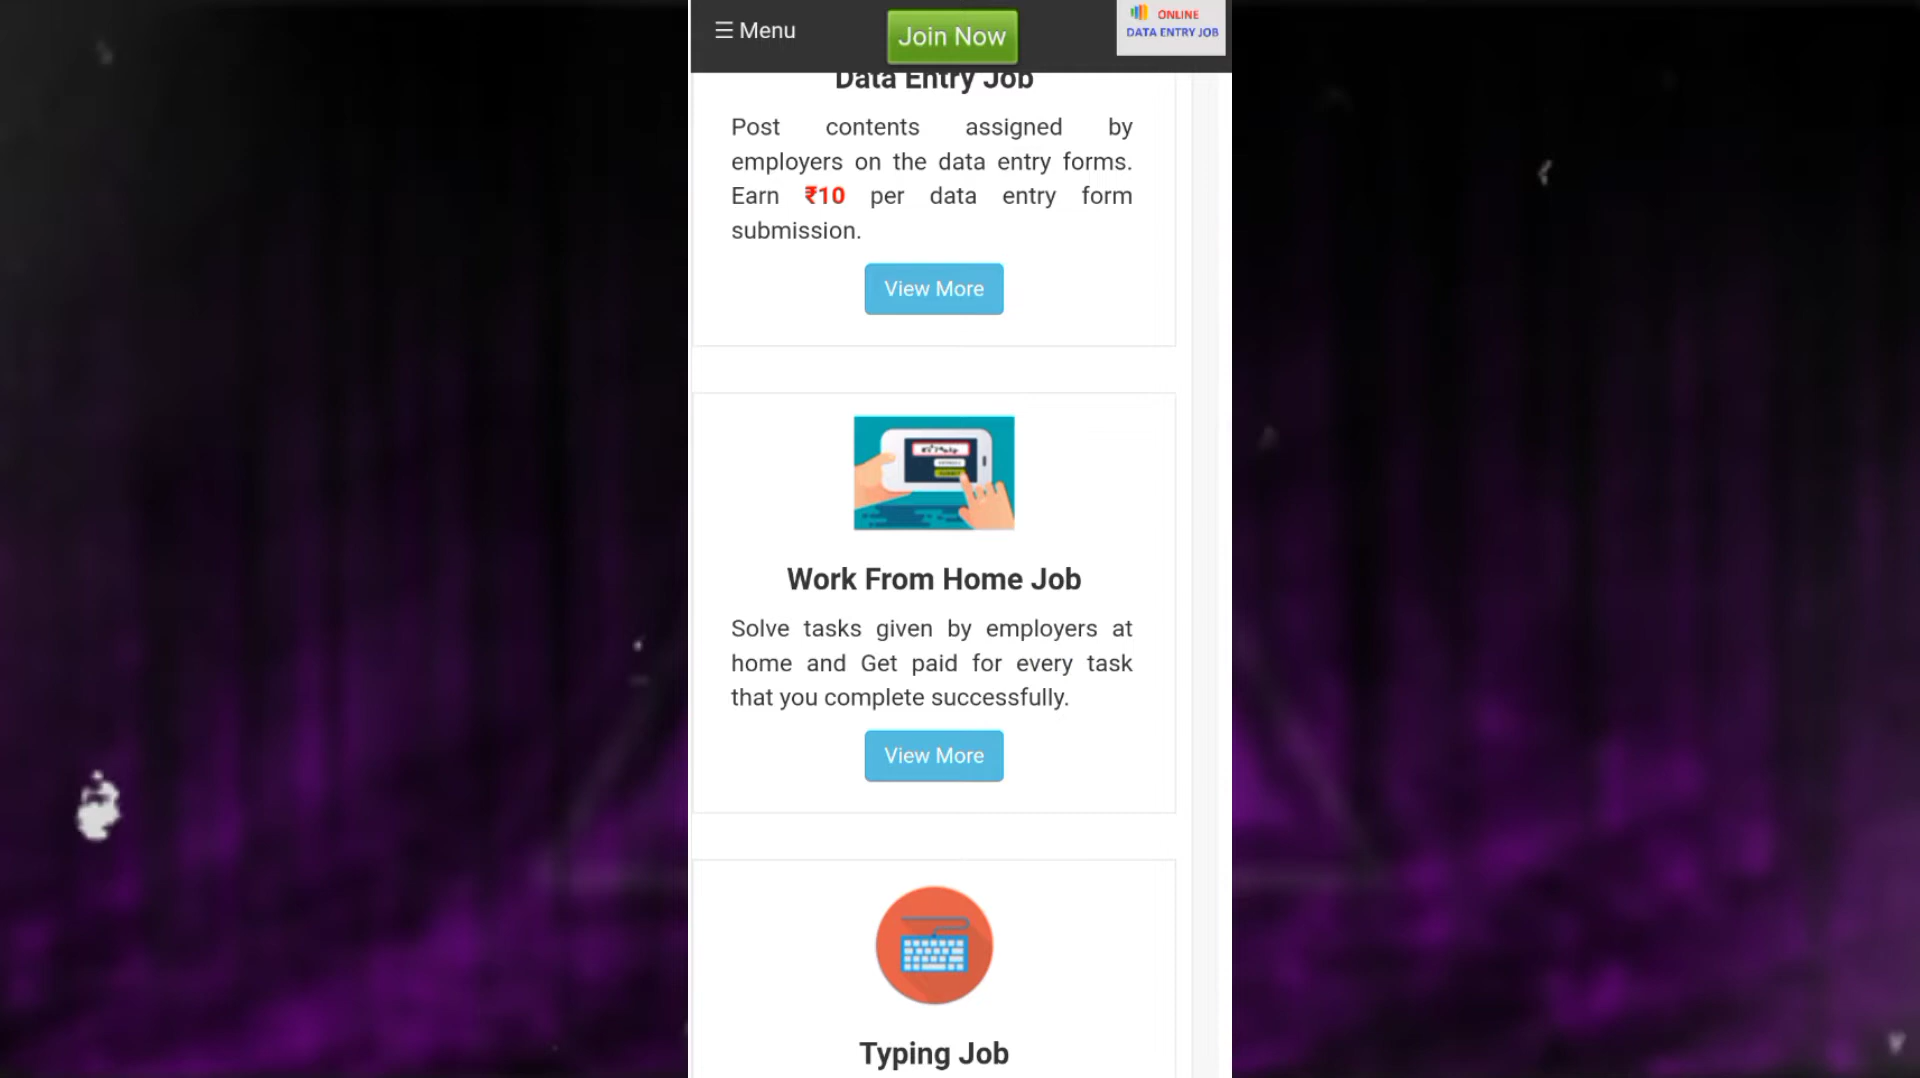 ☰ Menu
Join Now
ONLINE
DATA ENTRY JOB
Data Entry Job
Post contents assigned by
employers on the data entry forms.
Earn ₹10 per data entry form
submission.
View More
Work From Home Job
Solve tasks given by employers at
home and Get paid for every task
that you complete successfully.
View More
Typing Job